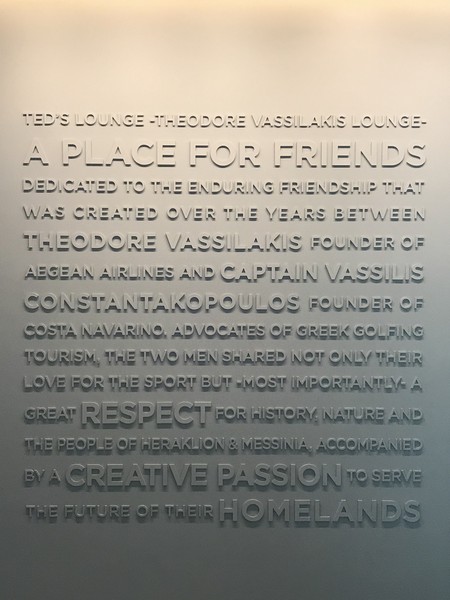 TED'S LOUNGE -THEODORE VASSILAKIS LOUNGE-
A PLACE FOR FRIENDS
DEDICATED TO THE ENDURING FRIENDSHIP THAT
WAS CREATED OVER THE YEARS BETWEEN
THEODORE VASSILAKIS FOUNDER OF
AEGEAN AIRLINES AND CAPTAIN VASSILIS
CONSTANTAKOPOULOS FOUNDER OF
COSTA NAVARINO. ADVOCATES OF GREEK GOLFING
TOURISM, THE TWO MEN SHARED NOT ONLY THEIR
LOVE FOR THE SPORT BUT -MOST IMPORTANTLY- A
GREAT RESPECT FOR HISTORY, NATURE AND
THE PEOPLE OF HERAKLION & MESSINIA, ACCOMPANIED
BY A CREATIVE PASSION TO SERVE
THE FUTURE OF THEIR HOMELANDS